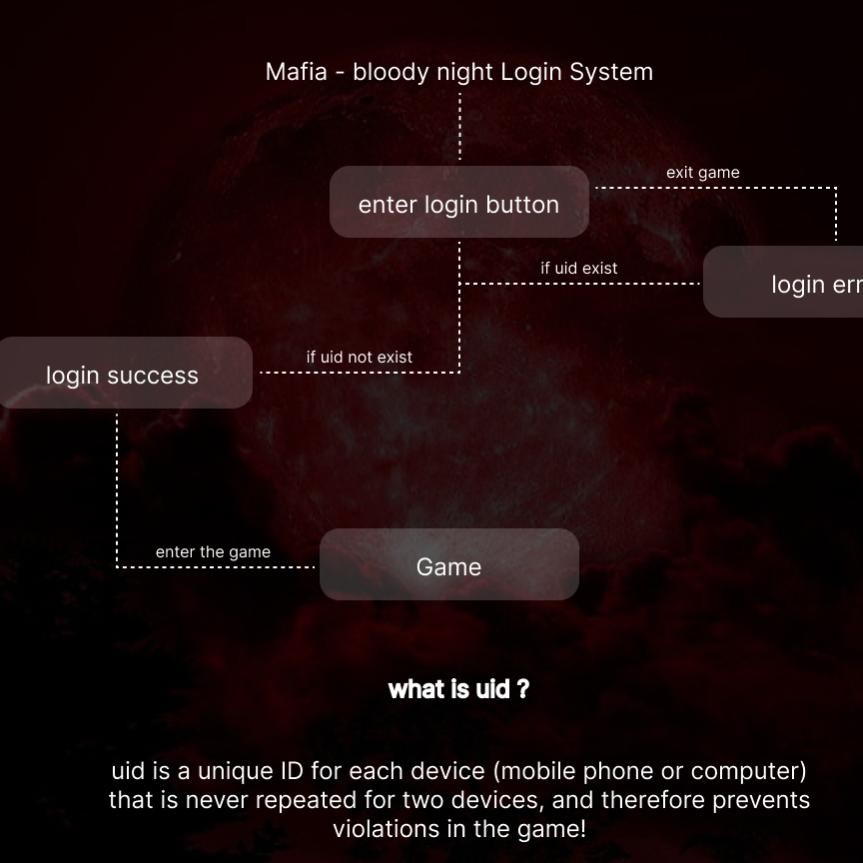 Mafia - bloody night Login System
exit game
enter login button
if uid exist
login err
if uid not exist
login success
enter the game
Game
what is uid ?
uid is a unique ID for each device (mobile phone or computer)
that is never repeated for two devices, and therefore prevents
violations in the game!